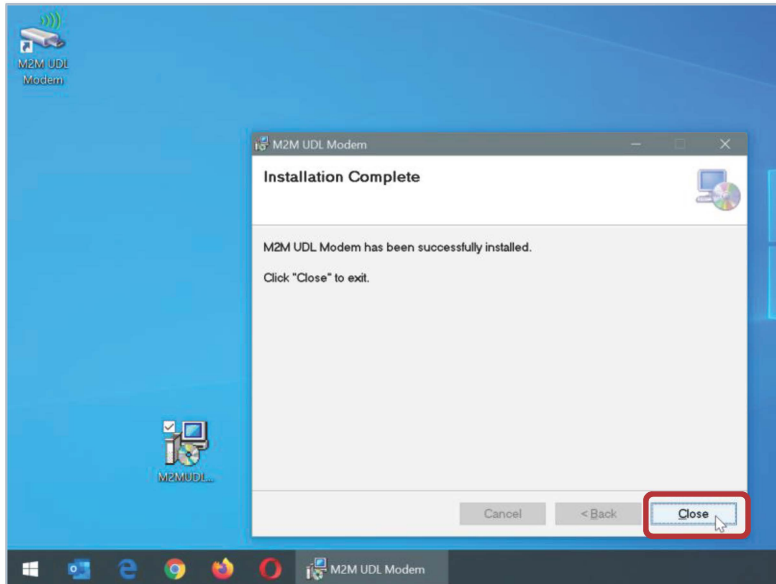 M2M UDL
Modem
M2M UDL Modem
Installation Complete
M2M UDL Modem has been successfully installed.
Click "Close" to exit.
M2MUDL...
Cancel
< Back
Close
M2M UDL Modem